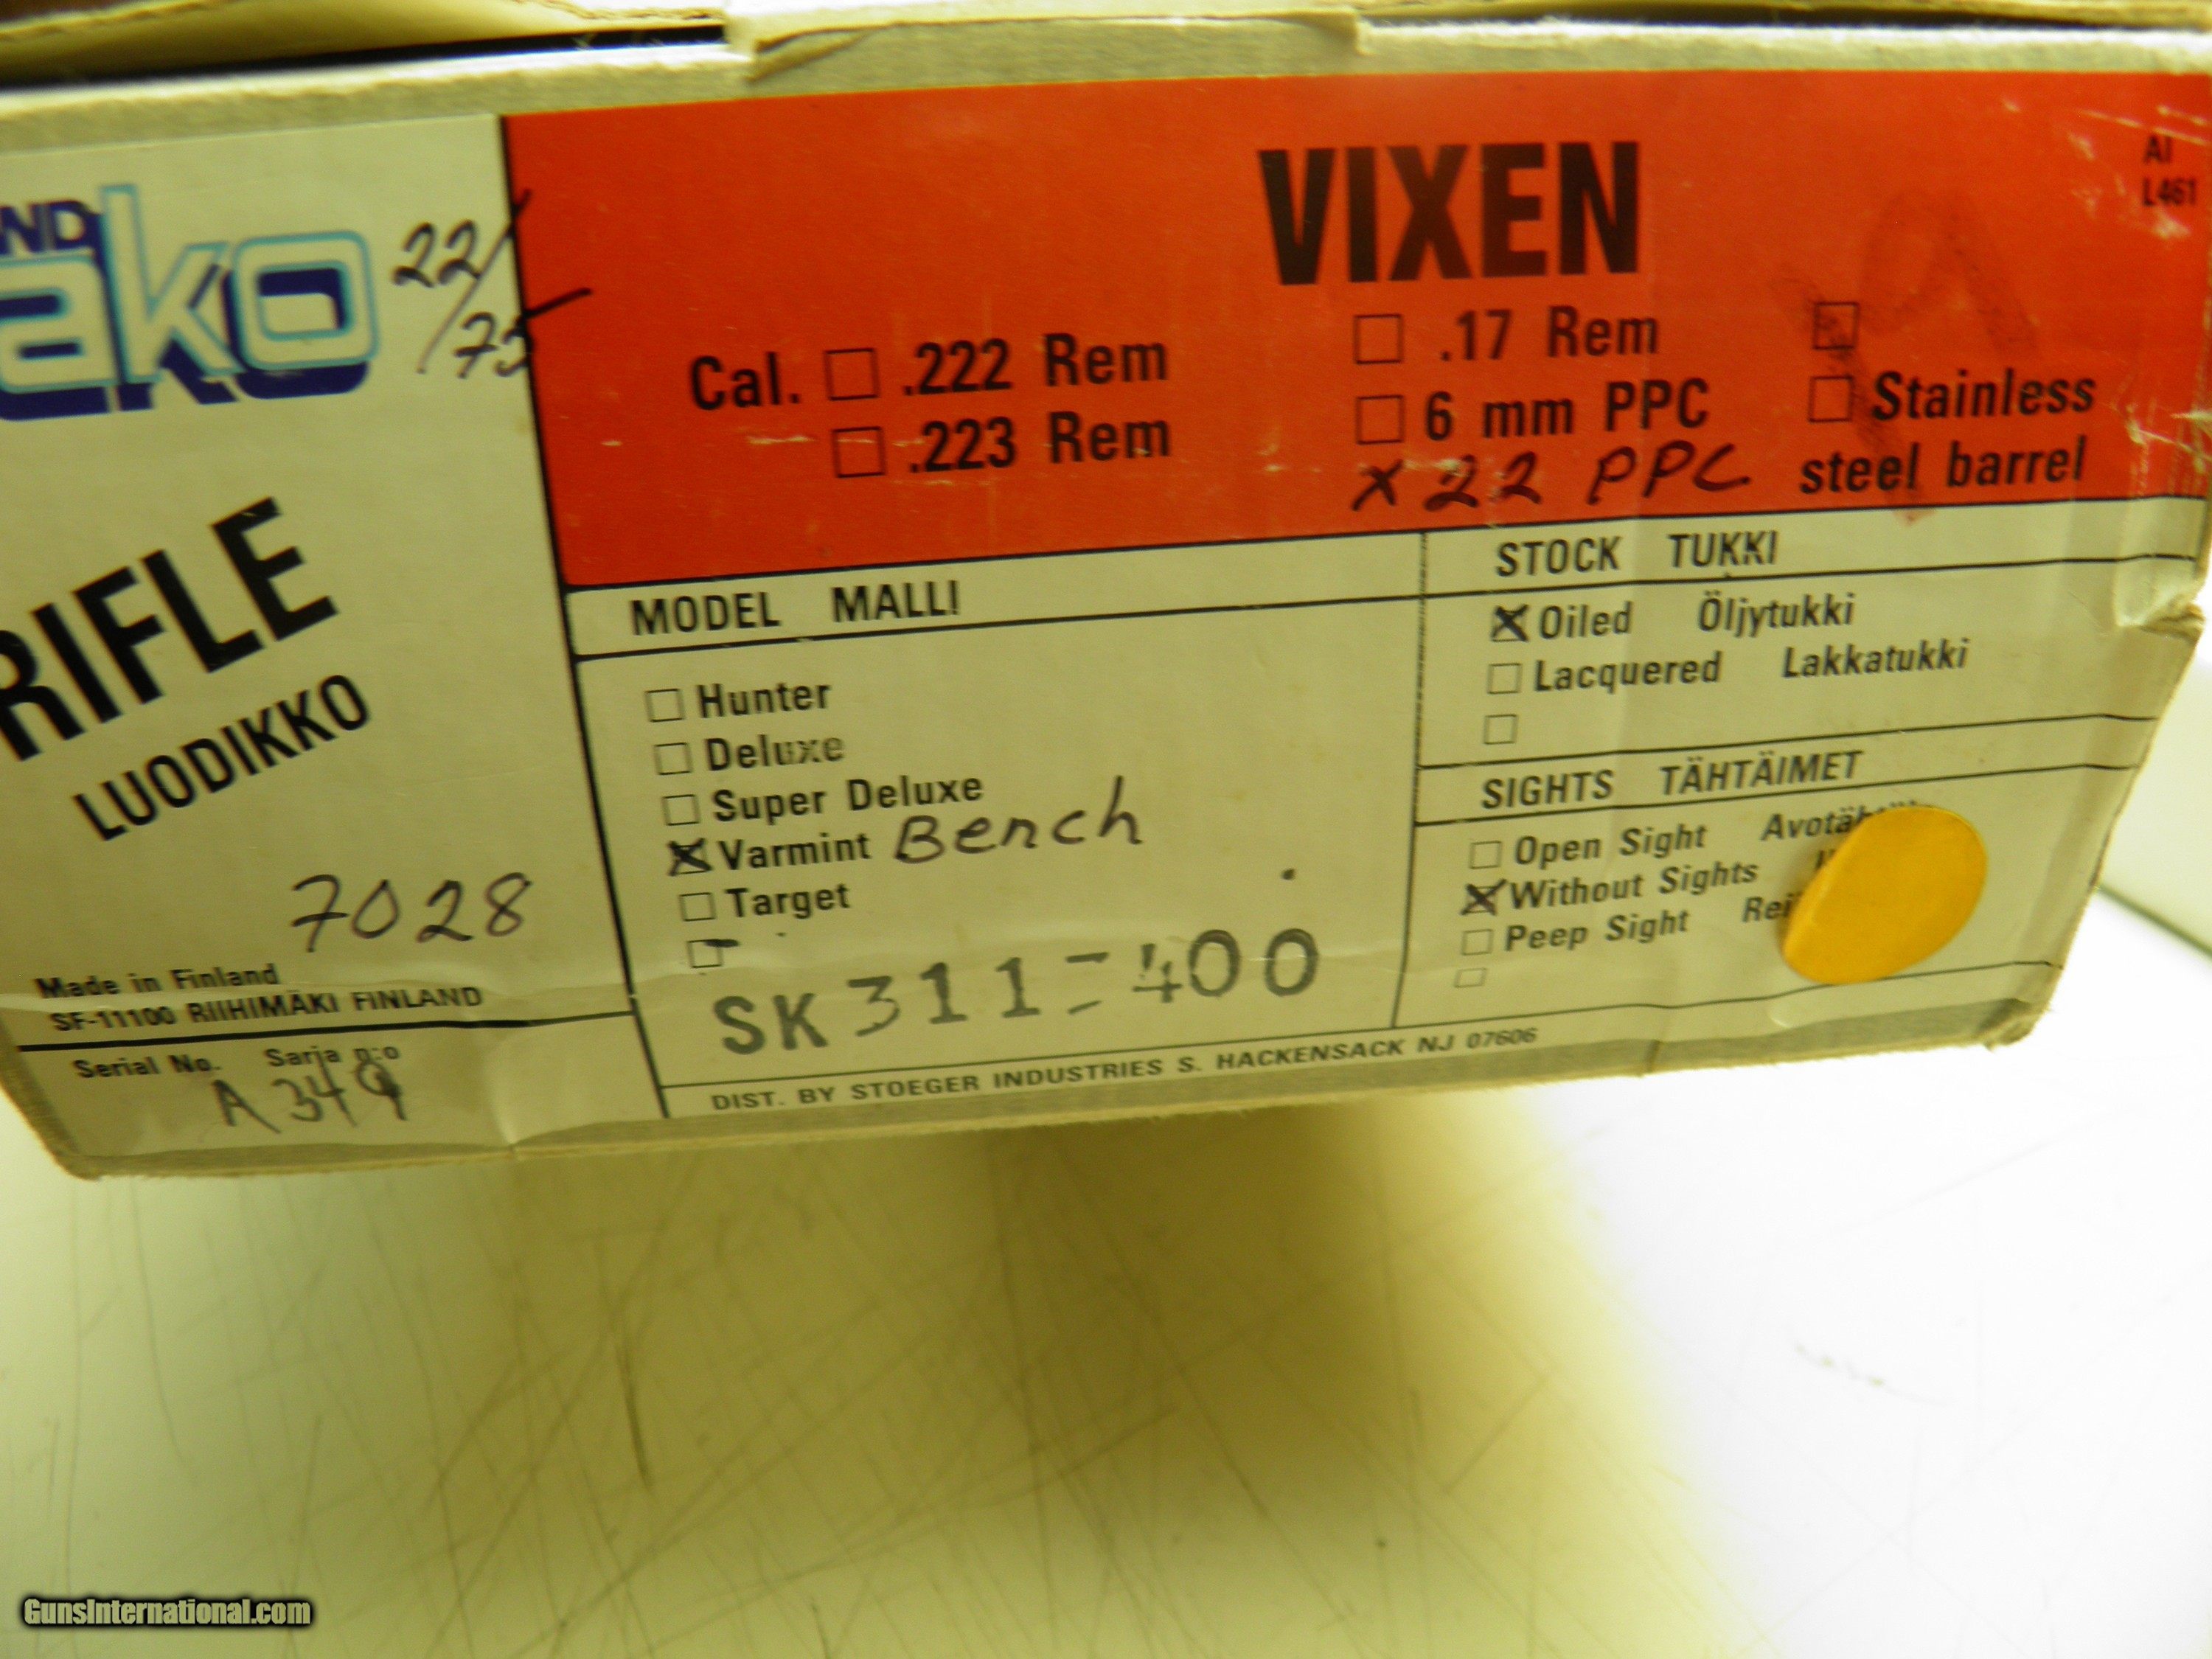 ND
ako
22/75
RIFLE
LUODIKKO
7028
Made in Finland
SF-11100 RIIHIMÄKI FINLAND
Serial No. Sarja n:o
A349
VIXEN
AI
L461
Cal. .222 Rem
.223 Rem
.17 Rem
6 mm PPC
x 22 PPC
Stainless
steel barrel
MODEL MALLI
Hunter
Deluxe
Super Deluxe
Varmint Bench
Target
SK311-400
STOCK TUKKI
Oiled Öljytukki
Lacquered Lakkatukki
SIGHTS TÄHTÄIMET
Open Sight
Without Sights
Peep Sight
DIST. BY STOEGER INDUSTRIES S. HACKENSACK NJ 07606
GunsInternational.com